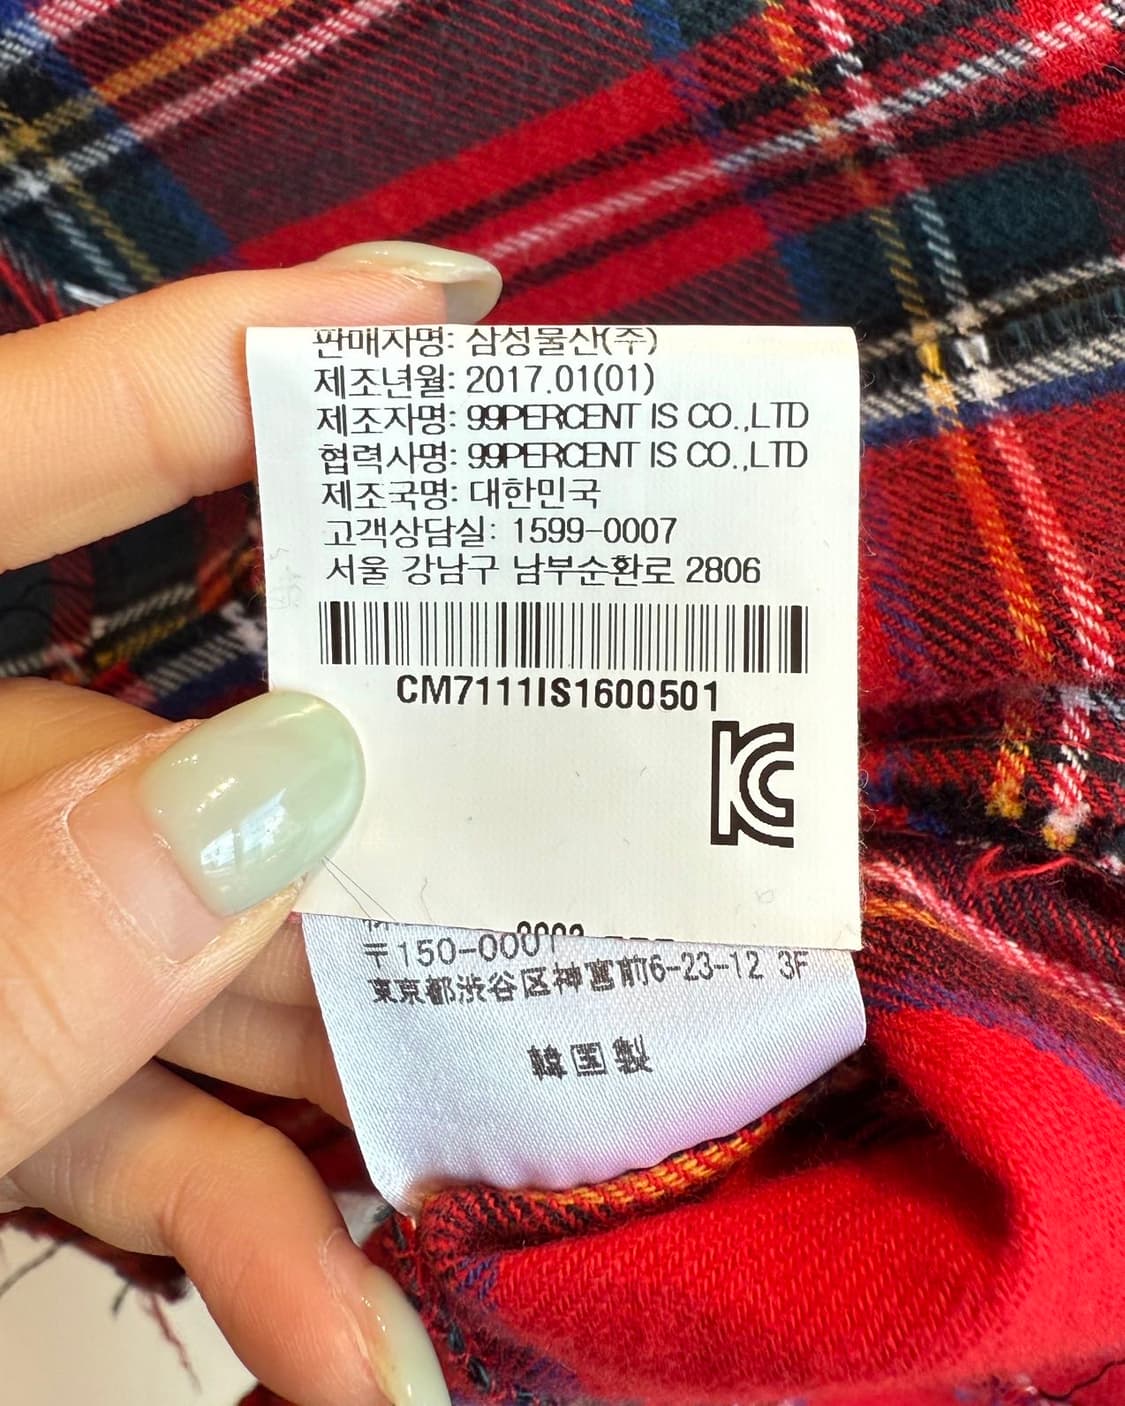 판매자명: 삼성물산(주)
제조년월: 2017.01(01)
제조자명: 99PERCENT IS CO.,LTD
협력사명: 99PERCENT IS CO.,LTD
제조국명: 대한민국
고객상담실: 1599-0007
서울 강남구 남부순환로 2806
CM7111IS1600501
KC
〒150-0001
東京都渋谷区神宮前6-23-12 3F
韓国製